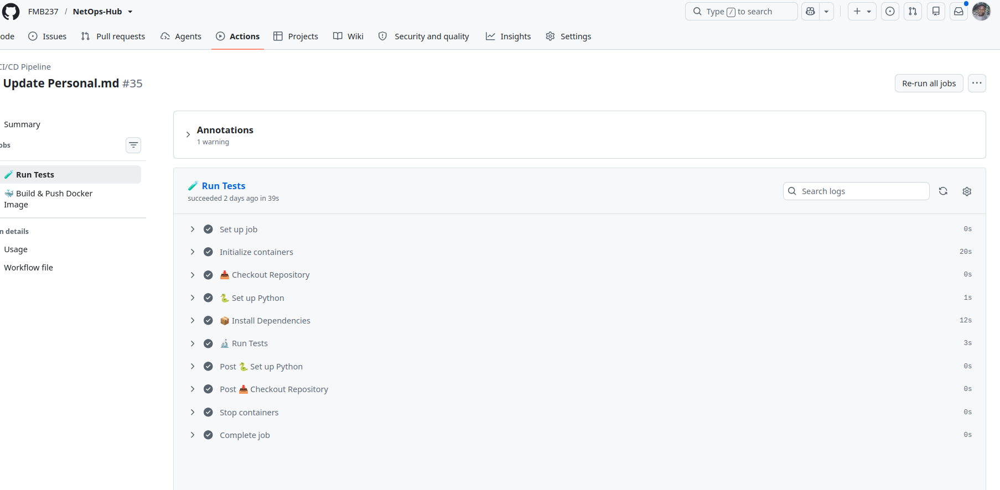 FMB237 / NetOps-Hub
Type / to search
ode Issues Pull requests Agents Actions Projects Wiki Security and quality Insights Settings
CI/CD Pipeline
Update Personal.md #35
Re-run all jobs
Summary
obs
🧪 Run Tests
🐳 Build & Push Docker
Image
n details
Usage
Workflow file
Annotations
1 warning
🧪 Run Tests
succeeded 2 days ago in 39s
Search logs
Set up job 0s
Initialize containers 20s
📥 Checkout Repository 0s
🐍 Set up Python 1s
📦 Install Dependencies 12s
🔬 Run Tests 3s
Post 🐍 Set up Python 0s
Post 📥 Checkout Repository 0s
Stop containers 0s
Complete job 0s